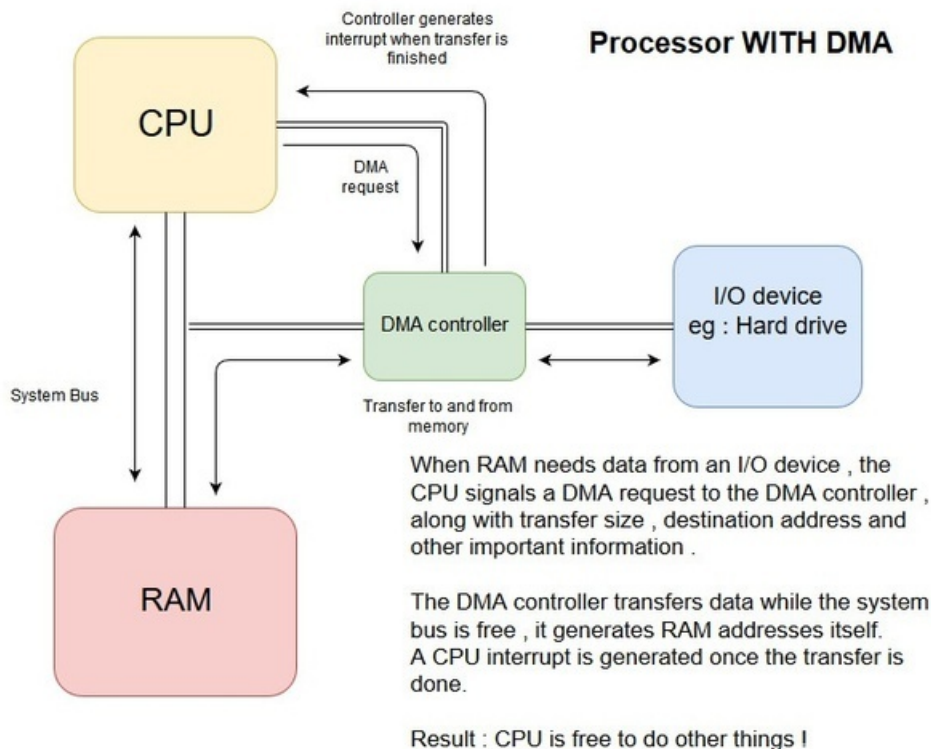 Controller generates
interrupt when transfer is
finished
Processor WITH DMA
CPU
DMA
request
I/O device
eg : Hard drive
DMA controller
System Bus
Transfer to and from
memory
When RAM needs data from an I/O device , the
CPU signals a DMA request to the DMA controller ,
along with transfer size , destination address and
other important information .
RAM
The DMA controller transfers data while the system
bus is free , it generates RAM addresses itself.
A CPU interrupt is generated once the transfer is
done.
Result : CPU is free to do other things !